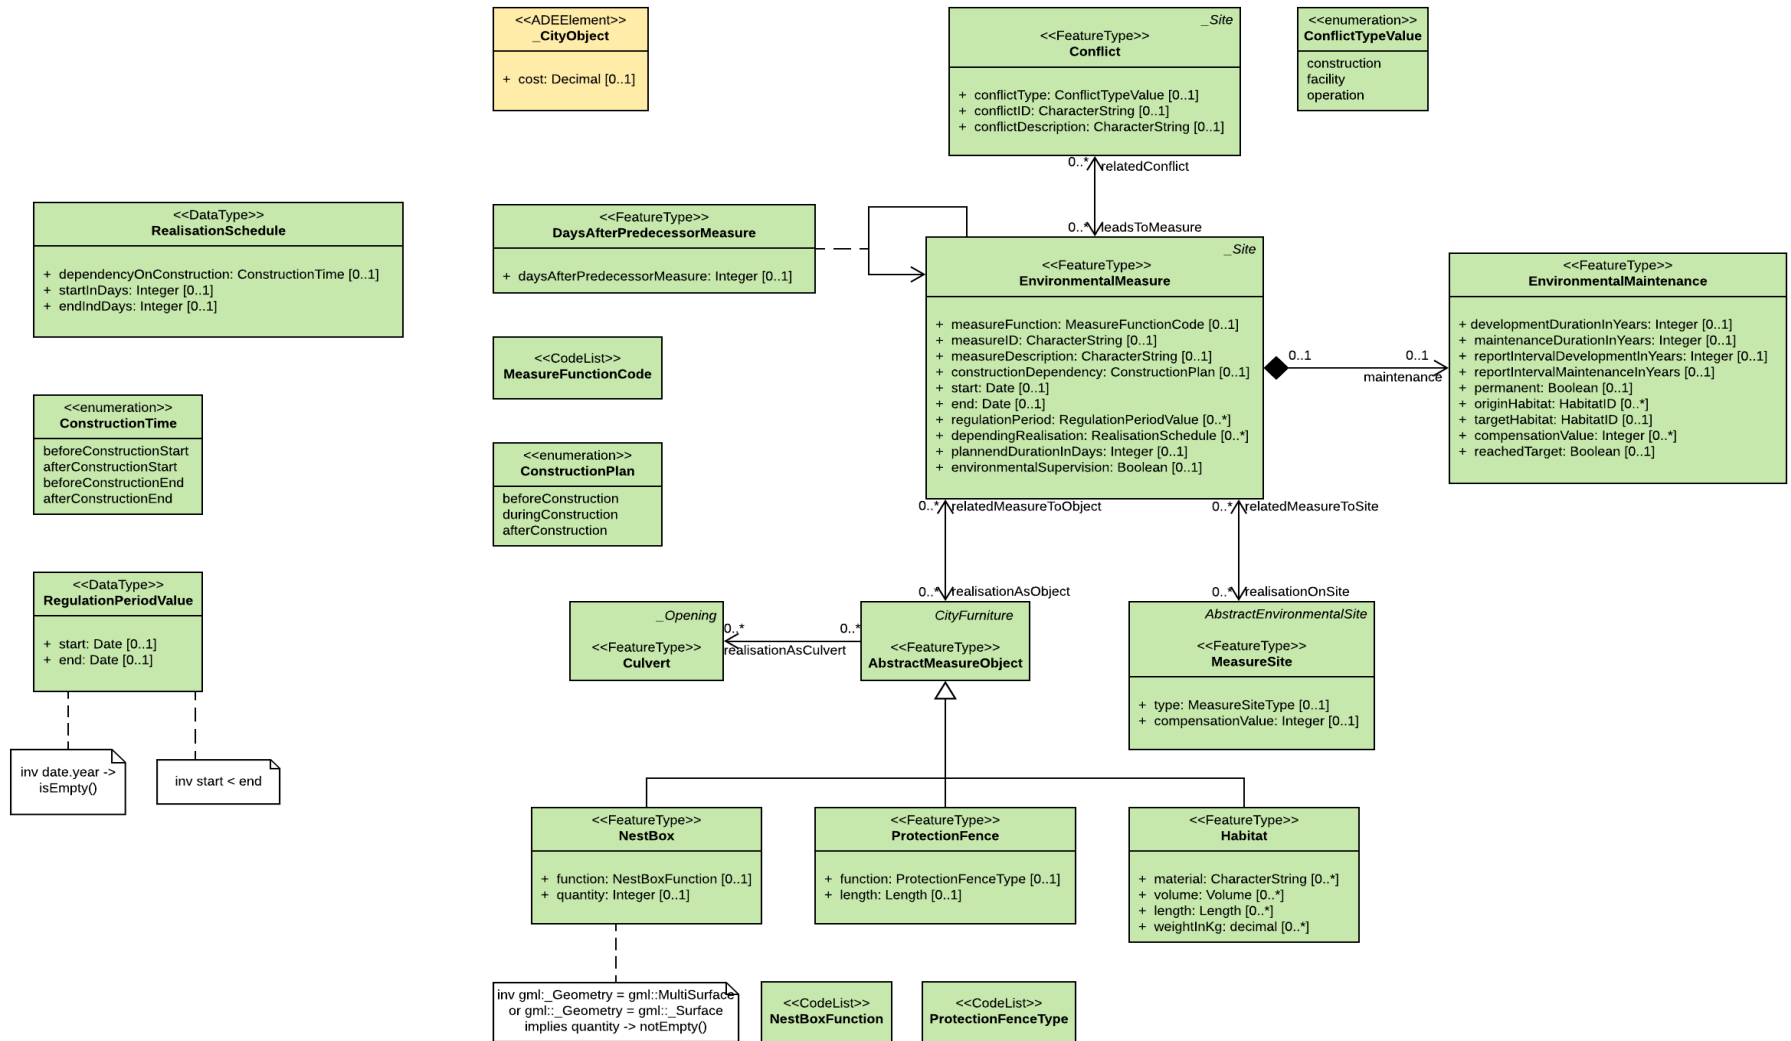 <<ADEElement>>
_CityObject
+ cost: Decimal [0..1]
_Site
<<FeatureType>>
Conflict
+ conflictType: ConflictTypeValue [0..1]
+ conflictID: CharacterString [0..1]
+ conflictDescription: CharacterString [0..1]
<<enumeration>>
ConflictTypeValue
construction
facility
operation
0..*
relatedConflict
0..*
leadsToMeasure
<<DataType>>
RealisationSchedule
+ dependencyOnConstruction: ConstructionTime [0..1]
+ startInDays: Integer [0..1]
+ endIndDays: Integer [0..1]
<<FeatureType>>
DaysAfterPredecessorMeasure
+ daysAfterPredecessorMeasure: Integer [0..1]
_Site
<<FeatureType>>
EnvironmentalMeasure
+ measureFunction: MeasureFunctionCode [0..1]
+ measureID: CharacterString [0..1]
+ measureDescription: CharacterString [0..1]
+ constructionDependency: ConstructionPlan [0..1]
+ start: Date [0..1]
+ end: Date [0..1]
+ regulationPeriod: RegulationPeriodValue [0..*]
+ dependingRealisation: RealisationSchedule [0..*]
+ plannendDurationInDays: Integer [0..1]
+ environmentalSupervision: Boolean [0..1]
0..1
0..1
maintenance
<<FeatureType>>
EnvironmentalMaintenance
+ developmentDurationInYears: Integer [0..1]
+ maintenanceDurationInYears: Integer [0..1]
+ reportIntervalDevelopmentInYears: Integer [0..1]
+ reportIntervalMaintenanceInYears [0..1]
+ permanent: Boolean [0..1]
+ originHabitat: HabitatID [0..*]
+ targetHabitat: HabitatID [0..1]
+ compensationValue: Integer [0..*]
+ reachedTarget: Boolean [0..1]
<<CodeList>>
MeasureFunctionCode
<<enumeration>>
ConstructionTime
beforeConstructionStart
afterConstructionStart
beforeConstructionEnd
afterConstructionEnd
<<enumeration>>
ConstructionPlan
beforeConstruction
duringConstruction
afterConstruction
0..*
relatedMeasureToObject
0..*
relatedMeasureToSite
0..*
realisationAsObject
0..*
realisationOnSite
<<DataType>>
RegulationPeriodValue
+ start: Date [0..1]
+ end: Date [0..1]
inv date.year ->
isEmpty()
inv start < end
_Opening
<<FeatureType>>
Culvert
0..*
0..*
realisationAsCulvert
CityFurniture
<<FeatureType>>
AbstractMeasureObject
AbstractEnvironmentalSite
<<FeatureType>>
MeasureSite
+ type: MeasureSiteType [0..1]
+ compensationValue: Integer [0..1]
<<FeatureType>>
NestBox
+ function: NestBoxFunction [0..1]
+ quantity: Integer [0..1]
<<FeatureType>>
ProtectionFence
+ function: ProtectionFenceType [0..1]
+ length: Length [0..1]
<<FeatureType>>
Habitat
+ material: CharacterString [0..*]
+ volume: Volume [0..*]
+ length: Length [0..*]
+ weightInKg: decimal [0..*]
inv gml:_Geometry = gml::MultiSurface
or gml::_Geometry = gml::_Surface
implies quantity -> notEmpty()
<<CodeList>>
NestBoxFunction
<<CodeList>>
ProtectionFenceType